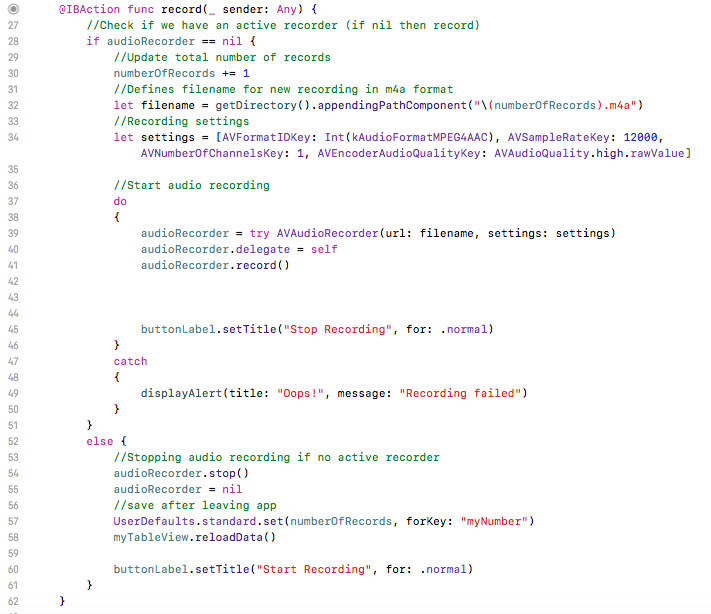 @IBAction func record(_ sender: Any) {
27 //Check if we have an active recorder (if nil then record)
28 if audioRecorder == nil {
29 //Update total number of records
30 numberOfRecords += 1
31 //Defines filename for new recording in m4a format
32 let filename = getDirectory().appendingPathComponent("\(numberOfRecords).m4a")
33 //Recording settings
34 let settings = [AVFormatIDKey: Int(kAudioFormatMPEG4AAC), AVSampleRateKey: 12000,
AVNumberOfChannelsKey: 1, AVEncoderAudioQualityKey: AVAudioQuality.high.rawValue]
35
36 //Start audio recording
37 do
38 {
39 audioRecorder = try AVAudioRecorder(url: filename, settings: settings)
40 audioRecorder.delegate = self
41 audioRecorder.record()
42
43
44
45 buttonLabel.setTitle("Stop Recording", for: .normal)
46 }
47 catch
48 {
49 displayAlert(title: "Oops!", message: "Recording failed")
50 }
51 }
52 else {
53 //Stopping audio recording if no active recorder
54 audioRecorder.stop()
55 audioRecorder = nil
56 //save after leaving app
57 UserDefaults.standard.set(numberOfRecords, forKey: "myNumber")
58 myTableView.reloadData()
59
60 buttonLabel.setTitle("Start Recording", for: .normal)
61 }
62 }